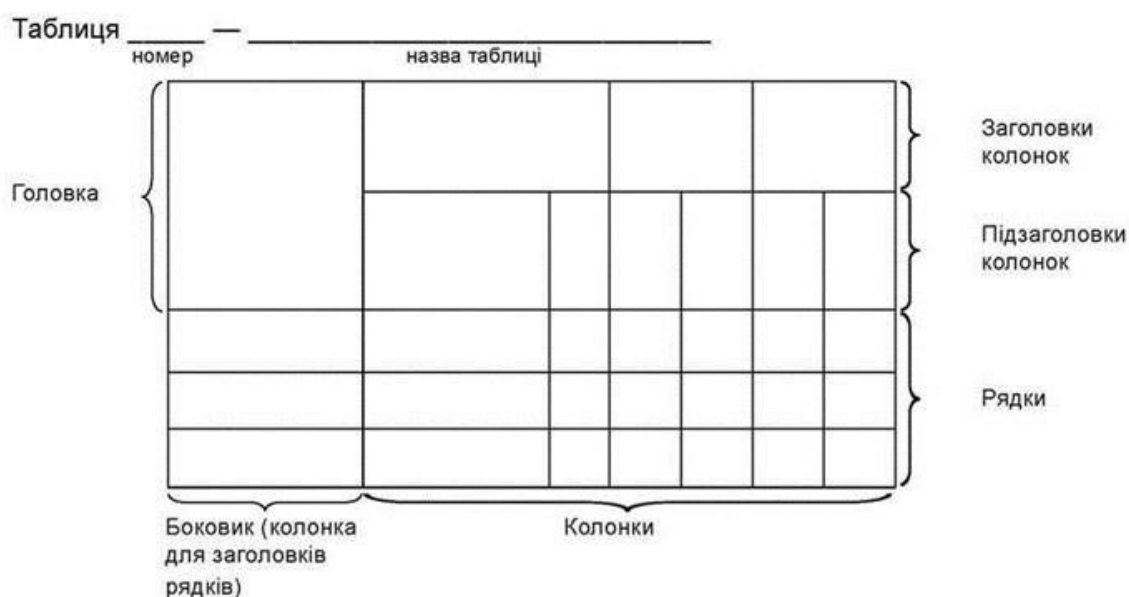 Таблиця _____ — ______________________________
номер назва таблиці
Заголовки
колонок
Головка
Підзаголовки
колонок
Рядки
Боковик (колонка
для заголовків
рядків)
Колонки